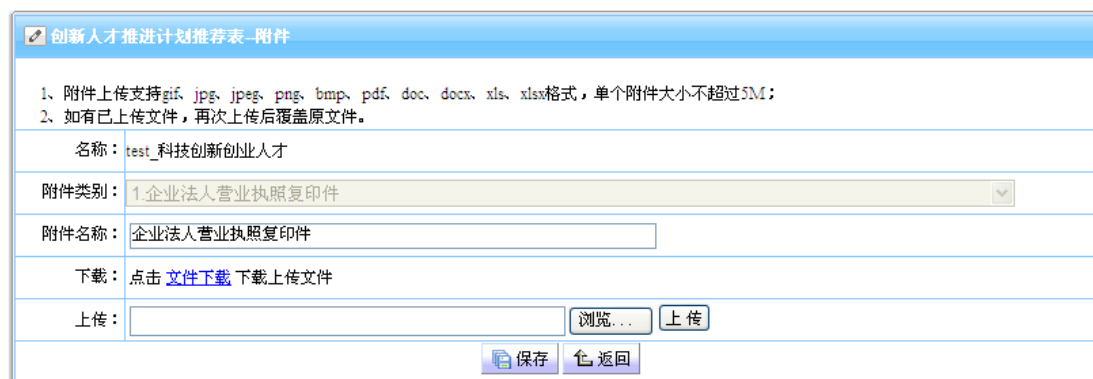 创新人才推进计划推荐表--附件
1、附件上传支持gif、jpg、jpeg、png、bmp、pdf、doc、docx、xls、xlsx格式，单个附件大小不超过5M；
2、如有已上传文件，再次上传后覆盖原文件。
名称：test_科技创新创业人才
附件类别：1.企业法人营业执照复印件
附件名称：企业法人营业执照复印件
下载：点击 文件下载 下载上传文件
上传： 浏览... 上 传
保存 返回